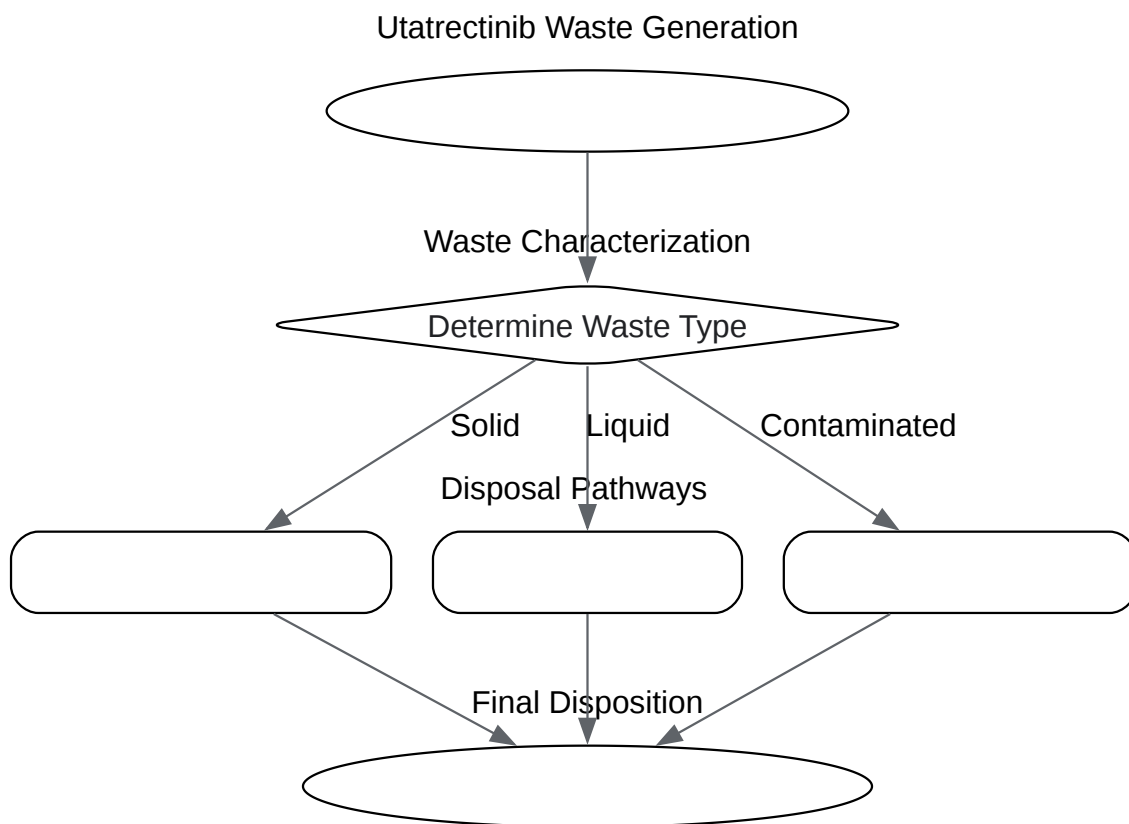 Utatrectinib Waste Generation
Waste Characterization
Determine Waste Type
Solid
Liquid
Contaminated
Disposal Pathways
Final Disposition